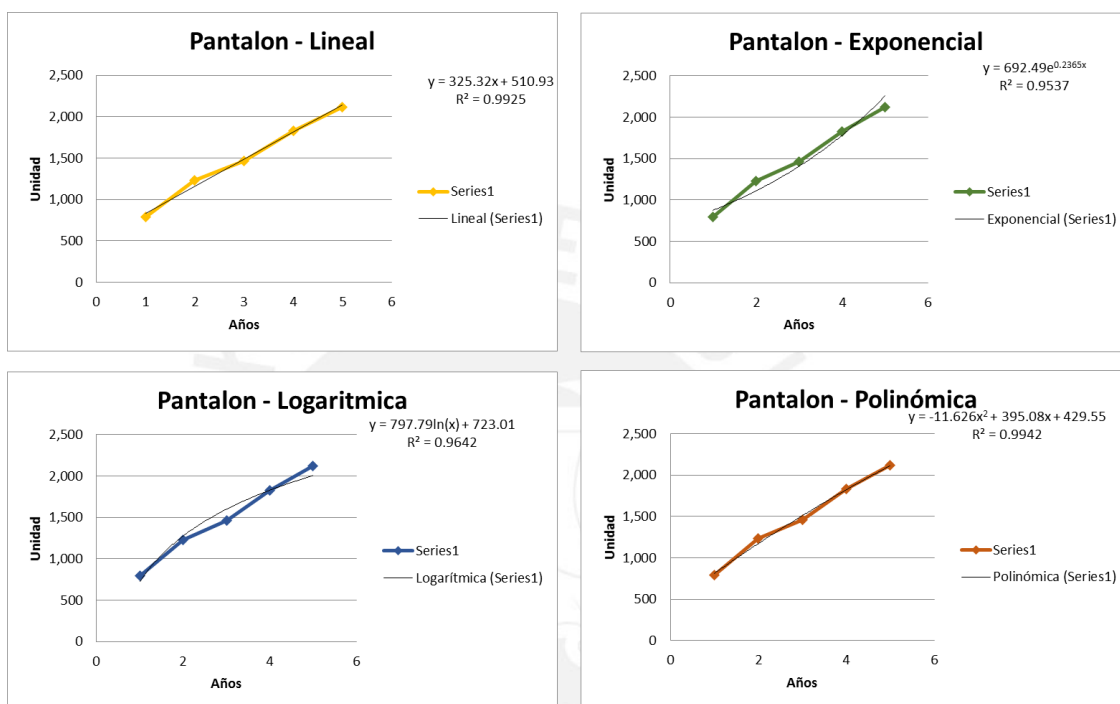 Pantalon - Lineal
y = 325.32x + 510.93
R² = 0.9925
2,500
2,000
1,500
1,000
500
0
Unidad
0 1 2 3 4 5 6
Años
Series1
Lineal (Series1)
Pantalon - Exponencial
y = 692.49e^0.2365x
R² = 0.9537
2,500
2,000
1,500
1,000
500
0
Unidad
0 2 4 6
Años
Series1
Exponencial (Series1)
Pantalon - Logaritmica
y = 797.79ln(x) + 723.01
R² = 0.9642
2,500
2,000
1,500
1,000
500
0
Unidad
0 2 4 6
Años
Series1
Logarítmica (Series1)
Pantalon - Polinómica
y = -11.626x² + 395.08x + 429.55
R² = 0.9942
2,500
2,000
1,500
1,000
500
0
Unidad
0 2 4 6
Años
Series1
Polinómica (Series1)